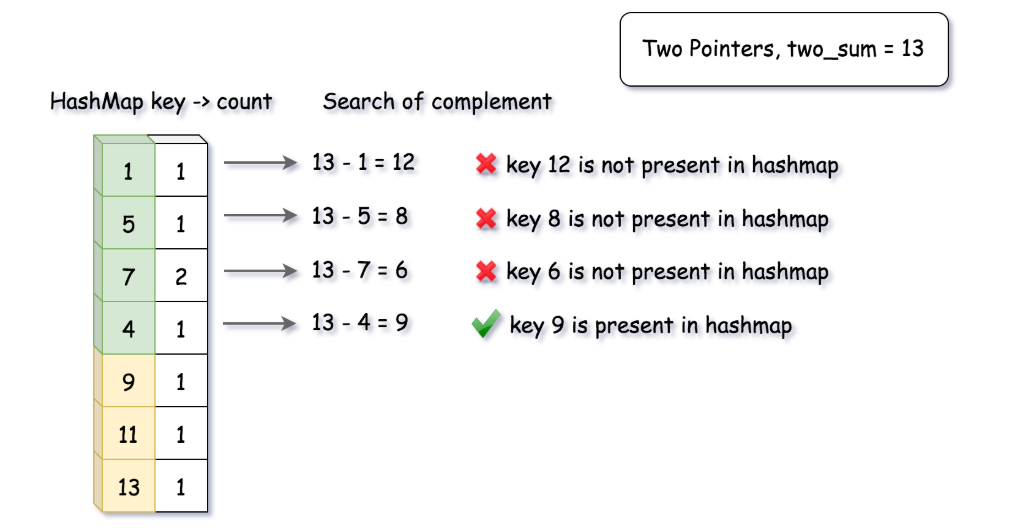 Two Pointers, two_sum = 13
HashMap key -> count Search of complement
1 1 13 - 1 = 12 key 12 is not present in hashmap
5 1 13 - 5 = 8 key 8 is not present in hashmap
7 2 13 - 7 = 6 key 6 is not present in hashmap
4 1 13 - 4 = 9 key 9 is present in hashmap
9 1
11 1
13 1